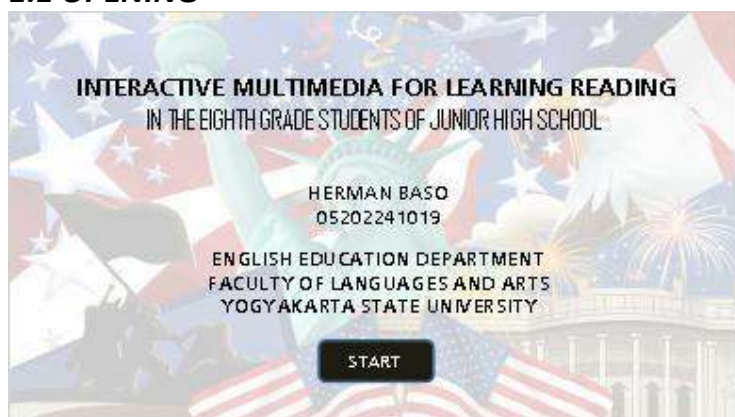 INTERACTIVE MULTIMEDIA FOR LEARNING READING
IN THE EIGHTH GRADE STUDENTS OF JUNIOR HIGH SCHOOL
HERMAN BASO
05202241019
ENGLISH EDUCATION DEPARTMENT
FACULTY OF LANGUAGES AND ARTS
YOGYAKARTA STATE UNIVERSITY
START